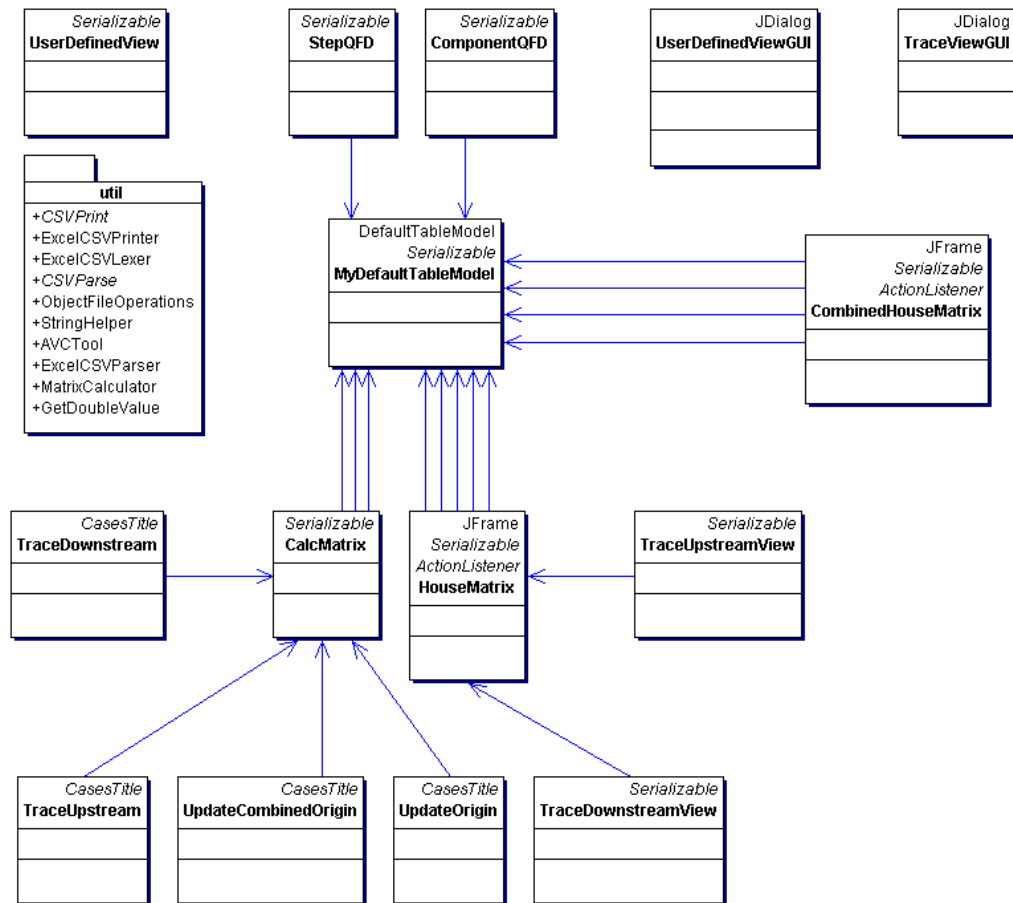 Serializable
UserDefinedView
Serializable
StepQFD
Serializable
ComponentQFD
JDialog
UserDefinedViewGUI
JDialog
TraceViewGUI
util
+CSVPrint
+ExcelCSVPrinter
+ExcelCSVLexer
+CSVParse
+ObjectFileOperations
+StringHelper
+AVCTool
+ExcelCSVParser
+MatrixCalculator
+GetDoubleValue
DefaultTableModel
Serializable
MyDefaultTableModel
JFrame
Serializable
ActionListener
CombinedHouseMatrix
CasesTitle
TraceDownstream
Serializable
CalcMatrix
JFrame
Serializable
ActionListener
HouseMatrix
Serializable
TraceUpstreamView
CasesTitle
TraceUpstream
CasesTitle
UpdateCombinedOrigin
CasesTitle
UpdateOrigin
Serializable
TraceDownstreamView